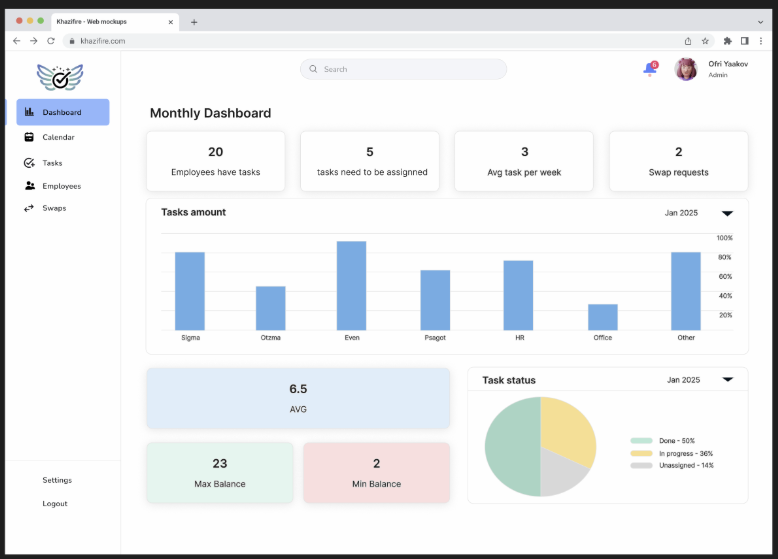 Khazifire - Web mockups
khazifire.com
Search
6
Ofri Yaakov
Admin
Dashboard
Calendar
Tasks
Employees
Swaps
Settings
Logout
Monthly Dashboard
20
Employees have tasks
5
tasks need to be assignned
3
Avg task per week
2
Swap requests
Tasks amount
Jan 2025
100%
80%
60%
40%
20%
Sigma
Otzma
Even
Psagot
HR
Office
Other
6.5
AVG
23
Max Balance
2
Min Balance
Task status
Jan 2025
Done - 50%
In progress - 36%
Unassigned - 14%